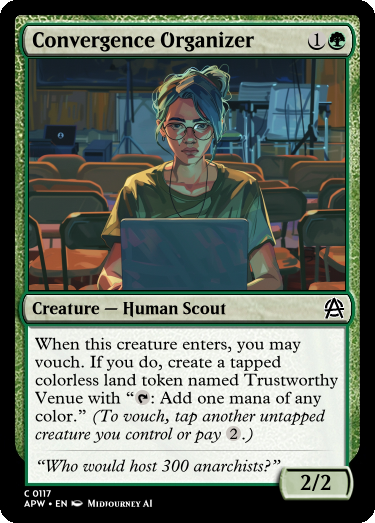 Convergence Organizer 1
Creature — Human Scout
When this creature enters, you may
vouch. If you do, create a tapped
colorless land token named Trustworthy
Venue with “: Add one mana of any
color.” (To vouch, tap another untapped
creature you control or pay 2.)
“Who would host 300 anarchists?”
2/2
C 0117
APW • EN Midjourney AI